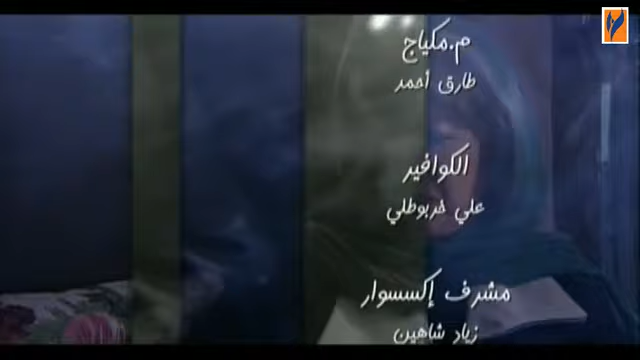 م.مكياج
طارق أحمد
الكوافير
علي خربوطلي
مشرف إكسسوار
زياد شاهين